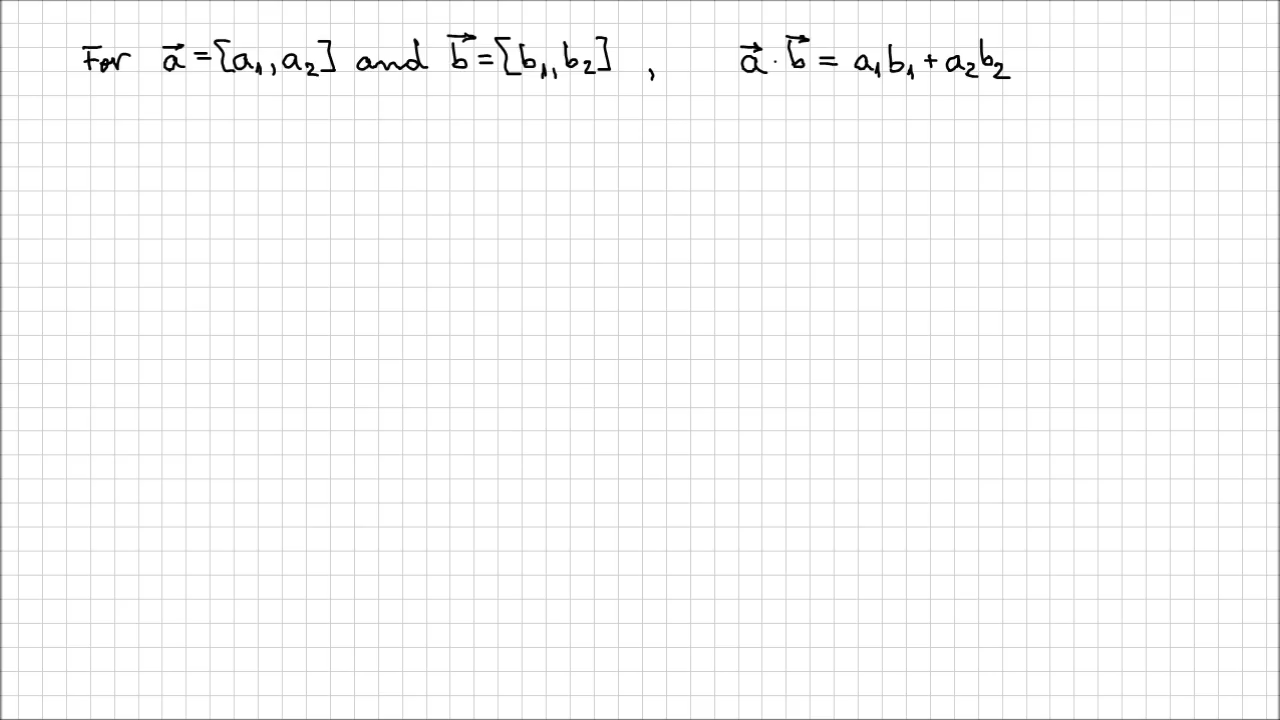 For a⃗ = [a₁, a₂] and b⃗ = [b₁, b₂] , a⃗ · b⃗ = a₁b₁ + a₂b₂